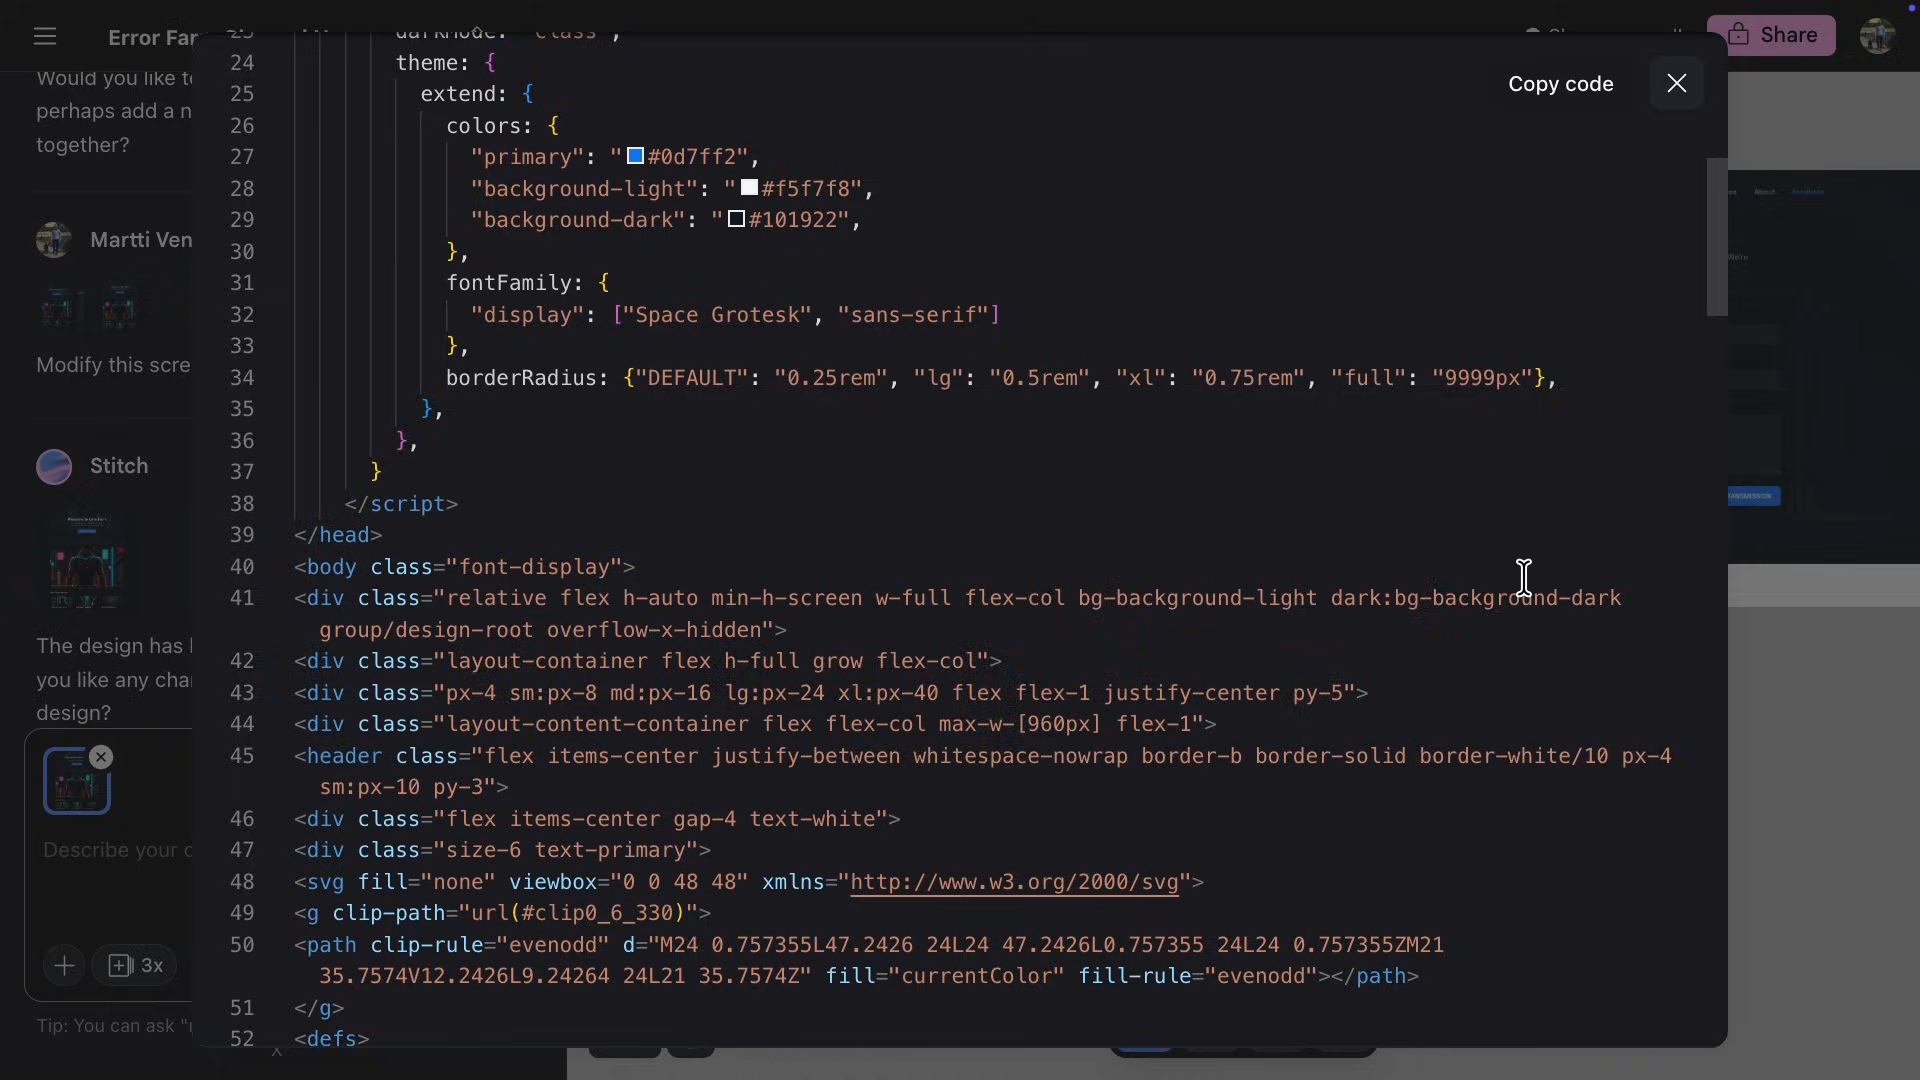 Error Far
Share
Would you like t
perhaps add a n
together?
Martti Ven
Modify this scre
Stitch
The design has
you like any cha
design?
Describe your d
3x
Tip: You can ask "r
Copy code
darkMode: "class",
24 theme: {
25 extend: {
26 colors: {
27 "primary": "#0d7ff2",
28 "background-light": "#f5f7f8",
29 "background-dark": "#101922",
30 },
31 fontFamily: {
32 "display": ["Space Grotesk", "sans-serif"]
33 },
34 borderRadius: {"DEFAULT": "0.25rem", "lg": "0.5rem", "xl": "0.75rem", "full": "9999px"},
35 },
36 },
37 }
38 </script>
39 </head>
40 <body class="font-display">
41 <div class="relative flex h-auto min-h-screen w-full flex-col bg-background-light dark:bg-background-dark
group/design-root overflow-x-hidden">
42 <div class="layout-container flex h-full grow flex-col">
43 <div class="px-4 sm:px-8 md:px-16 lg:px-24 xl:px-40 flex flex-1 justify-center py-5">
44 <div class="layout-content-container flex flex-col max-w-[960px] flex-1">
45 <header class="flex items-center justify-between whitespace-nowrap border-b border-solid border-white/10 px-4
sm:px-10 py-3">
46 <div class="flex items-center gap-4 text-white">
47 <div class="size-6 text-primary">
48 <svg fill="none" viewbox="0 0 48 48" xmlns="http://www.w3.org/2000/svg">
49 <g clip-path="url(#clip0_6_330)">
50 <path clip-rule="evenodd" d="M24 0.757355L47.2426 24L24 47.2426L0.757355 24L24 0.757355ZM21
35.7574V12.2426L9.24264 24L21 35.7574Z" fill="currentColor" fill-rule="evenodd"></path>
51 </g>
52 <defs>
About